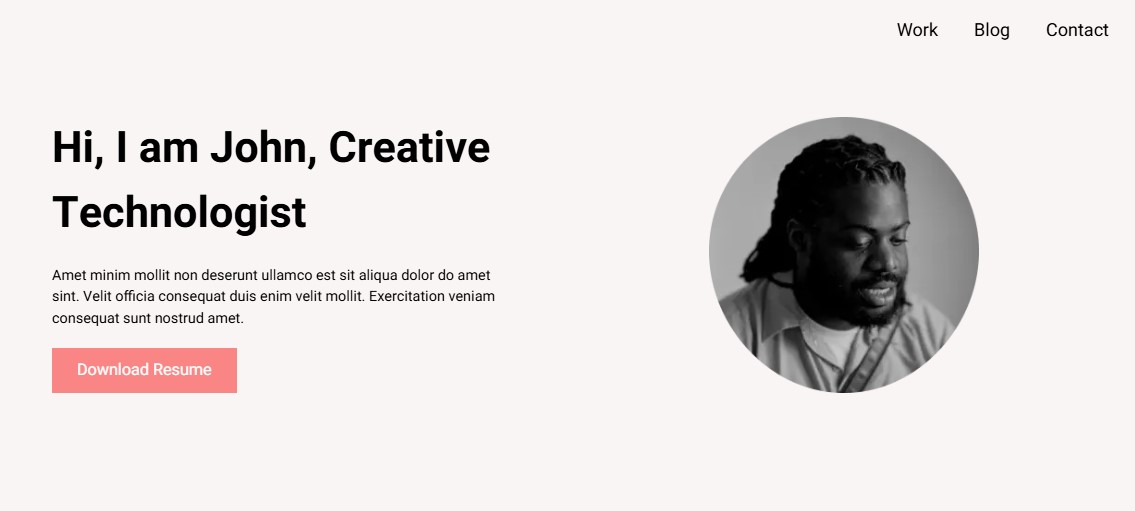 Work Blog Contact
Hi, I am John, Creative
Technologist
Amet minim mollit non deserunt ullamco est sit aliqua dolor do amet
sint. Velit officia consequat duis enim velit mollit. Exercitation veniam
consequat sunt nostrud amet.
Download Resume